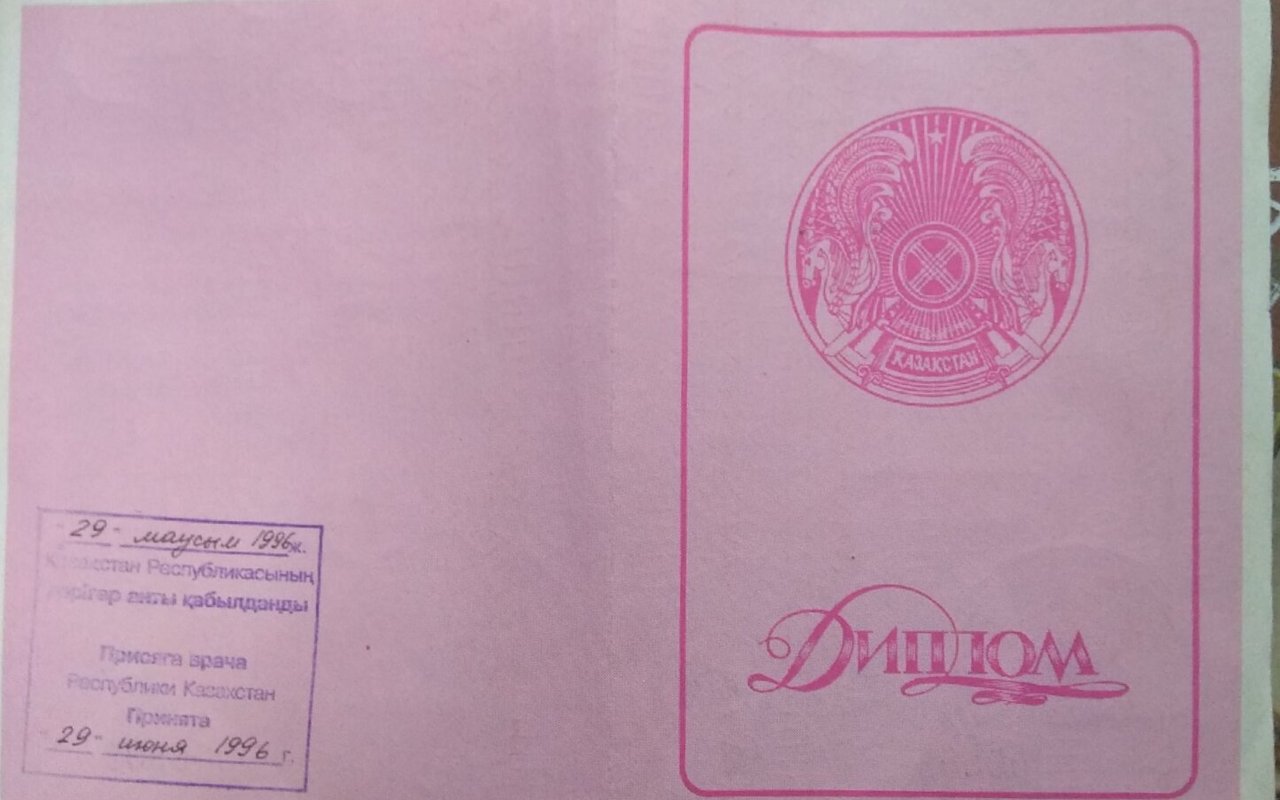 "29" маусым 1996ж.
Қазақстан Республикасының
дәрігер анты қабылданды
Присяга врача
Республики Казахстан
Принята
"29" июня 1996 г.
ҚАЗАҚСТАН
Диплом